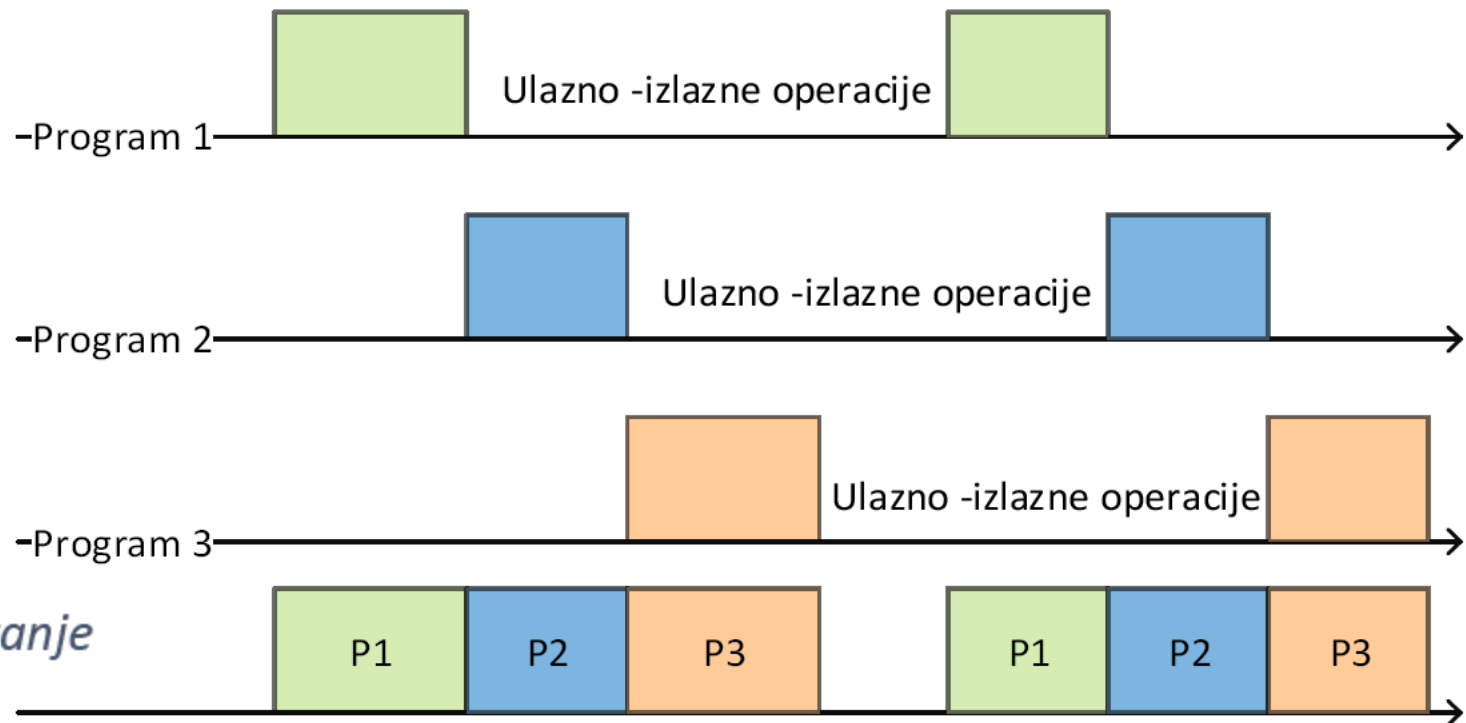 Ulazno -izlazne operacije
Program 1
Ulazno -izlazne operacije
Program 2
Ulazno -izlazne operacije
Program 3
P1 P2 P3 P1 P2 P3